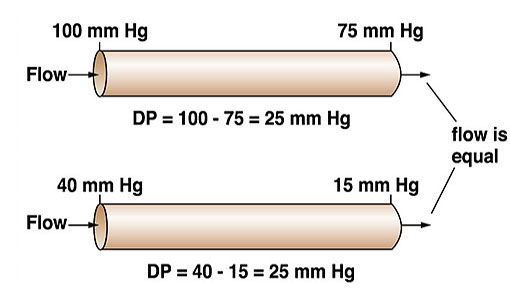 100 mm Hg 75 mm Hg
Flow
DP = 100 - 75 = 25 mm Hg
flow is
equal
40 mm Hg 15 mm Hg
Flow
DP = 40 - 15 = 25 mm Hg